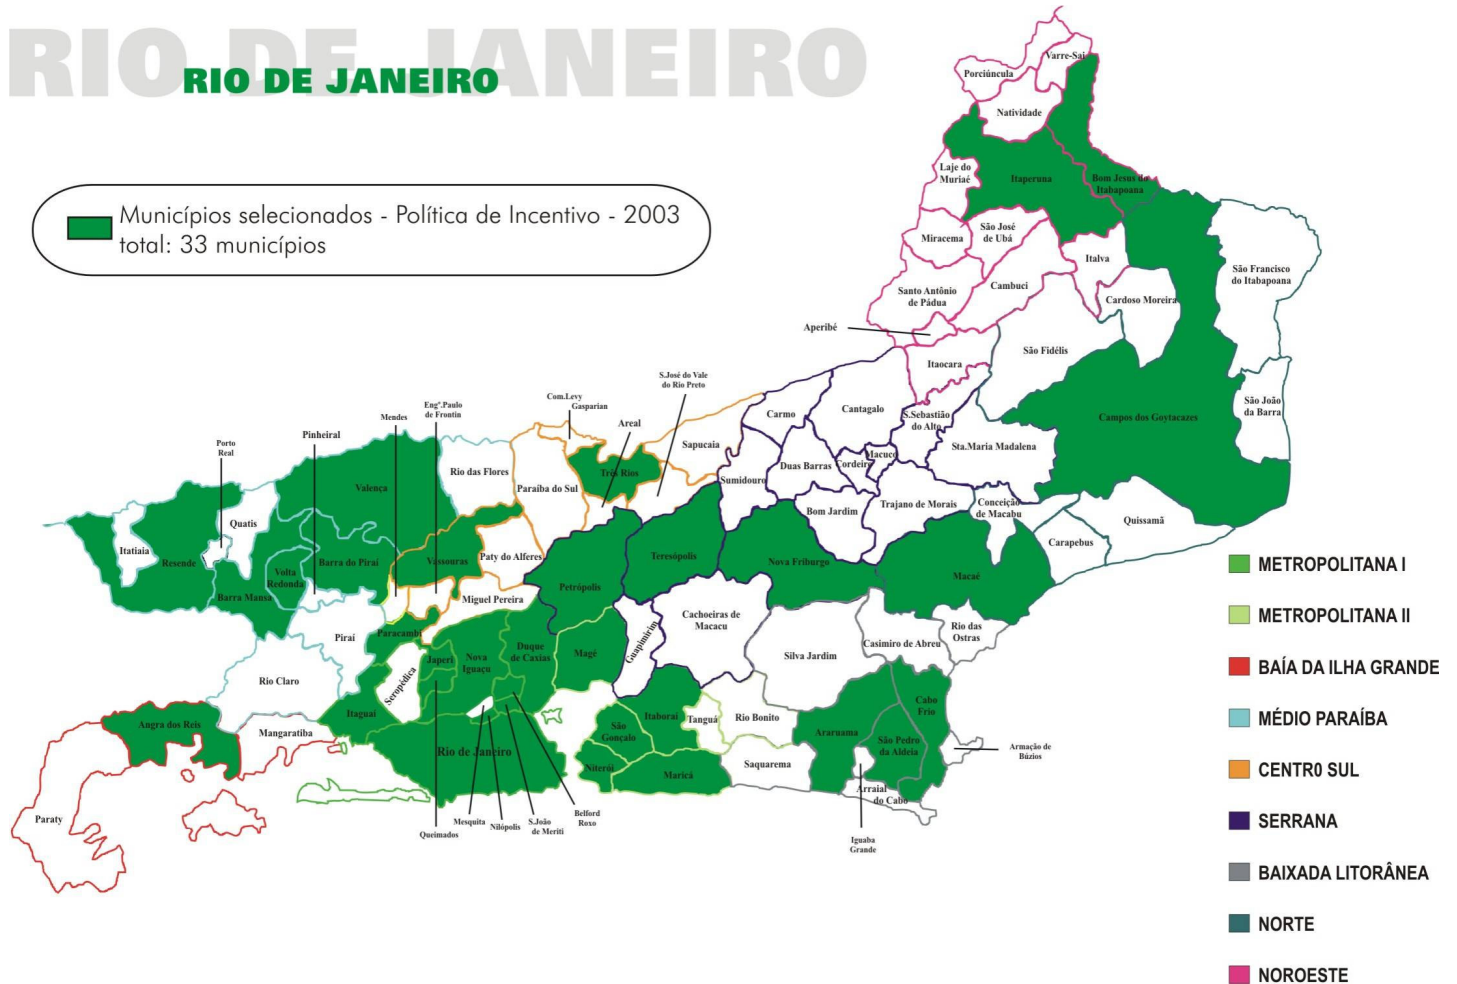 RIO DE JANEIRO
RIO DE JANEIRO
Municípios selecionados - Política de Incentivo - 2003
total: 33 municípios
Varre-Sai
Porciúncula
Natividade
Laje do
Muriaé
Itaperuna
Bom Jesus do
Itabapoana
Miracema
São José
de Ubá
Italva
São Francisco
do Itabapoana
Santo Antônio
de Pádua
Cambuci
Cardoso Moreira
Aperibé
Itaocara
São Fidélis
São João
da Barra
Campos dos Goytacazes
S.José do Vale
do Rio Preto
Com.Levy
Gasparian
Areal
Engº.Paulo
de Frontin
Mendes
Pinheiral
Porto
Real
Carmo
Cantagalo
S.Sebastião
do Alto
Sta.Maria Madalena
Sapucaia
Duas Barras
Cordeiro
Macuco
Sumidouro
Bom Jardim
Trajano de Morais
Conceição
de Macabu
Quissamã
Carapebus
Rio das Flores
Paraíba do Sul
Três Rios
Valença
Quatis
Itatiaia
Resende
Volta
Redonda
Barra Mansa
Barra do Piraí
Vassouras
Paty do Alferes
Miguel Pereira
Petrópolis
Teresópolis
Nova Friburgo
Macaé
Piraí
Paracambi
Rio Claro
Seropédica
Japeri
Nova
Iguaçu
Duque
de Caxias
Magé
Guapimirim
Cachoeiras de
Macacu
Silva Jardim
Casimiro de Abreu
Rio das
Ostras
Angra dos Reis
Mangaratiba
Itaguaí
Rio de Janeiro
São
Gonçalo
Itaboraí
Tanguá
Rio Bonito
Niterói
Maricá
Saquarema
Araruama
São Pedro
da Aldeia
Cabo
Frio
Armação de
Búzios
Arraial
do Cabo
Iguaba
Grande
Paraty
Queimados
Mesquita
Nilópolis
S.João
de Meriti
Belford
Roxo
METROPOLITANA I
METROPOLITANA II
BAÍA DA ILHA GRANDE
MÉDIO PARAÍBA
CENTR0 SUL
SERRANA
BAIXADA LITORÂNEA
NORTE
NOROESTE